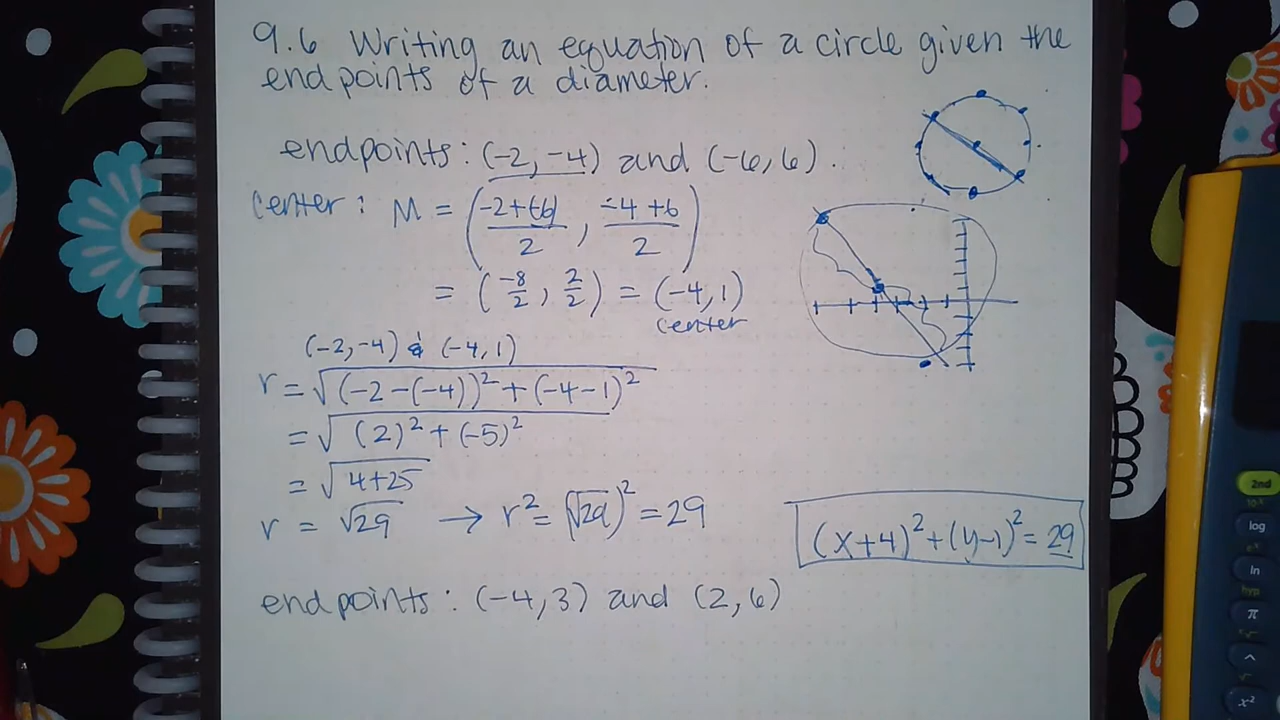 9.6 Writing an equation of a circle given the
endpoints of a diameter.
endpoints: (-2,-4) and (-6,6).
center: M = (-2+(-6)/2, -4+6/2)
= (-8/2, 2/2) = (-4,1)
center
(-2,-4) & (-4,1)
r = √(-2-(-4))²+(-4-1)²
= √(2)²+(-5)²
= √4+25
r = √29 → r² = (√29)² = 29
(x+4)²+(y-1)²=29
endpoints: (-4,3) and (2,6)
2nd
log
ln
hyp
π
^
x²